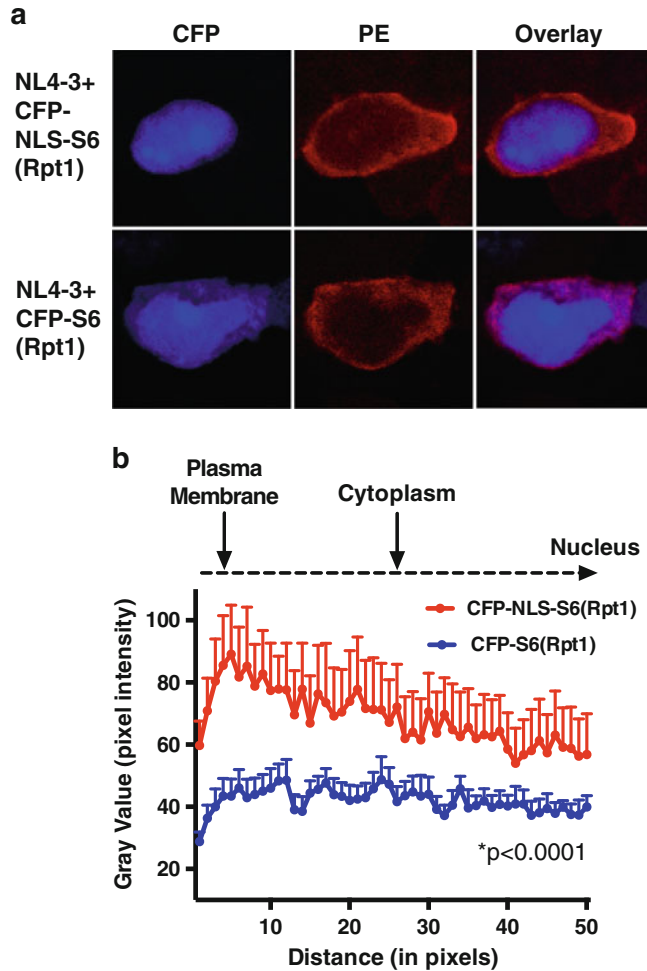 a
CFP PE Overlay
NL4-3+
CFP-
NLS-S6
(Rpt1)
NL4-3+
CFP-S6
(Rpt1)
b
Plasma
Membrane
Cytoplasm
Nucleus
CFP-NLS-S6(Rpt1)
CFP-S6(Rpt1)
Gray Value (pixel intensity)
100
80
60
40
20
*p<0.0001
10 20 30 40 50
Distance (in pixels)